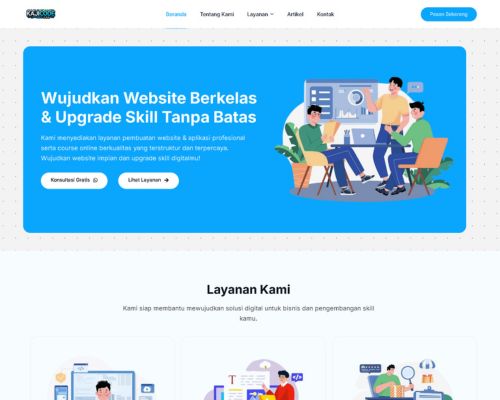 Beranda
Tentang Kami
Layanan
Artikel
Kontak
Pesan Sekarang
Wujudkan Website Berkelas
& Upgrade Skill Tanpa Batas
Kami menyediakan layanan pembuatan website & aplikasi profesional
serta course online berkualitas yang terstruktur dan terpercaya.
Wujudkan website impian dan upgrade skill digitalmu!
Konsultasi Gratis
Lihat Layanan
Layanan Kami
Kami siap membantu mewujudkan solusi digital untuk bisnis dan pengembangan skill
kamu.
T